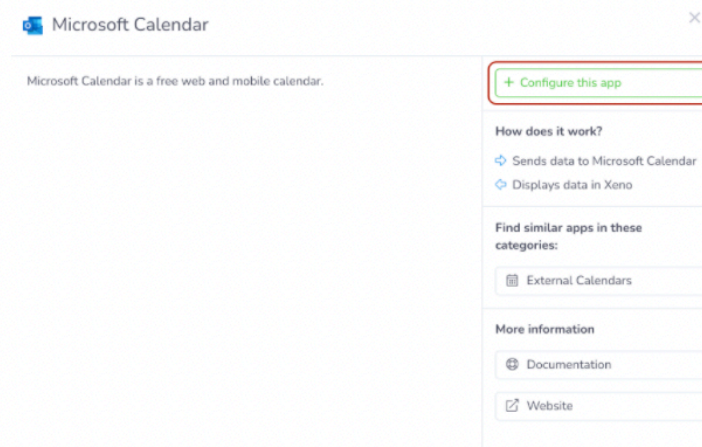 Microsoft Calendar
Microsoft Calendar is a free web and mobile calendar.
+ Configure this app
How does it work?
Sends data to Microsoft Calendar
Displays data in Xeno
Find similar apps in these
categories:
External Calendars
More information
Documentation
Website